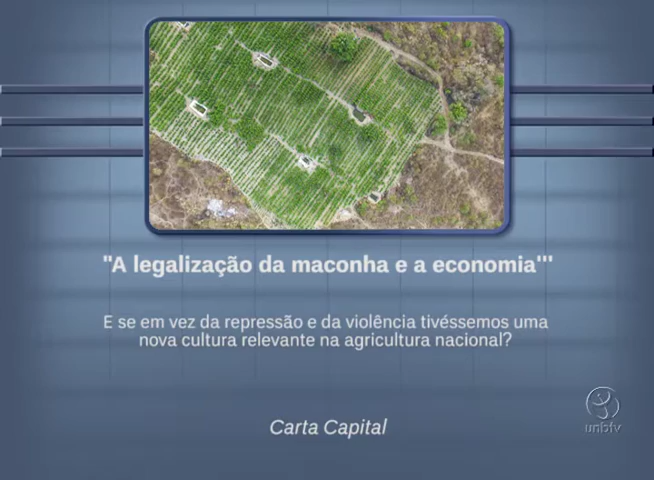 "A legalização da maconha e a economia'"
E se em vez da repressão e da violência tivéssemos uma
nova cultura relevante na agricultura nacional?
Carta Capital
unbtv